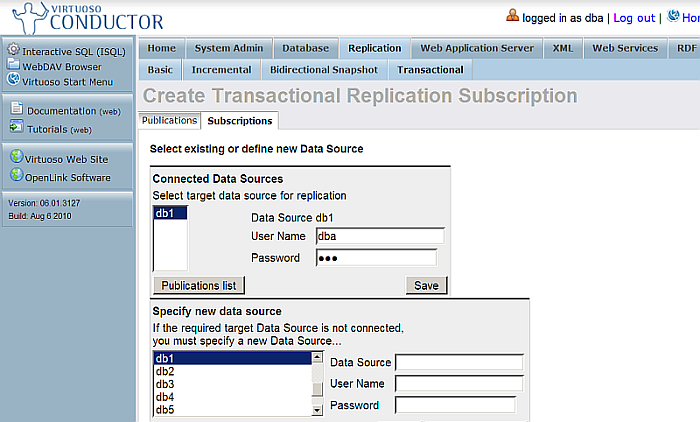 VIRTUOSO
CONDUCTOR
logged in as dba | Log out | Ho
Interactive SQL (ISQL)
WebDAV Browser
Virtuoso Start Menu
Documentation (web)
Tutorials (web)
Virtuoso Web Site
OpenLink Software
Version: 06.01.3127
Build: Aug 6 2010
Home System Admin Database Replication Web Application Server XML Web Services RDF
Basic Incremental Bidirectional Snapshot Transactional
Create Transactional Replication Subscription
Publications Subscriptions
Select existing or define new Data Source
Connected Data Sources
Select target data source for replication
db1
Data Source db1
User Name dba
Password ●●●
Publications list Save
Specify new data source
If the required target Data Source is not connected,
you must specify a new Data Source...
db1
db2
db3
db4
db5
Data Source
User Name
Password